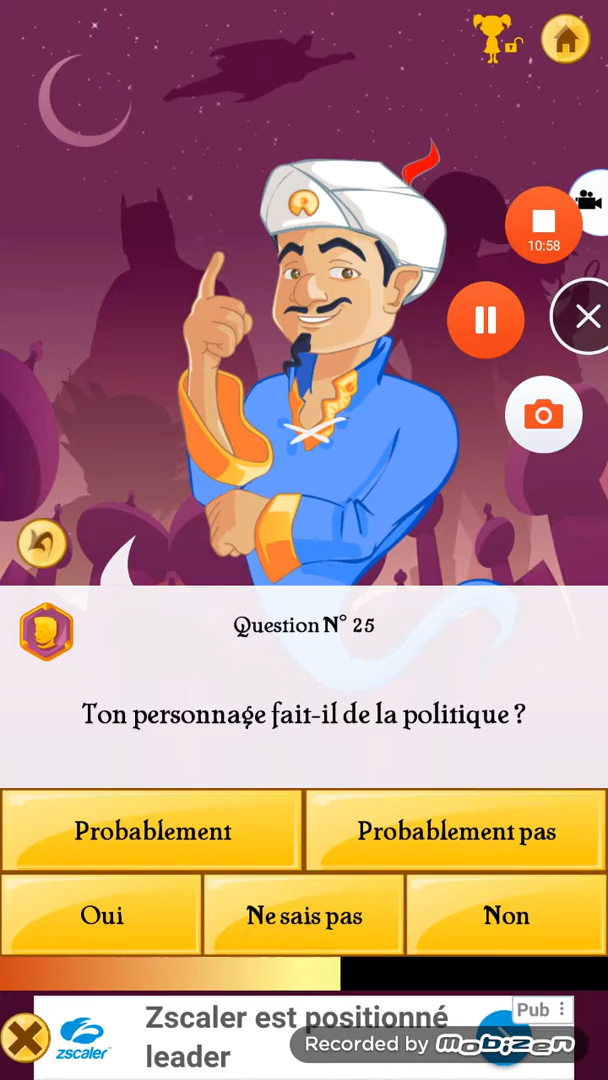 10:58
Question N° 25
Ton personnage fait-il de la politique ?
Probablement
Probablement pas
Oui
Ne sais pas
Non
Zscaler est positionné
leader
zscaler
Pub
Recorded by mobizen